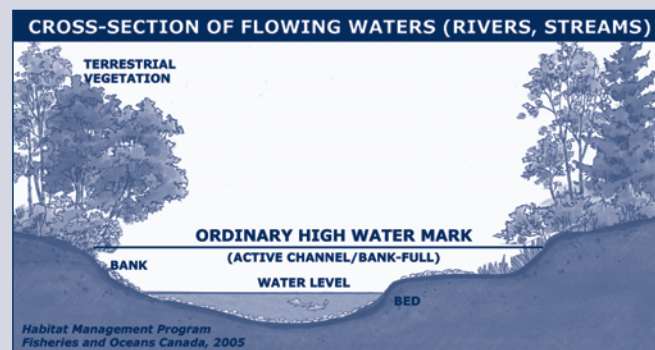 CROSS-SECTION OF FLOWING WATERS (RIVERS, STREAMS)
TERRESTRIAL
VEGETATION
ORDINARY HIGH WATER MARK
(ACTIVE CHANNEL/BANK-FULL)
BANK
WATER LEVEL
BED
Habitat Management Program
Fisheries and Oceans Canada, 2005